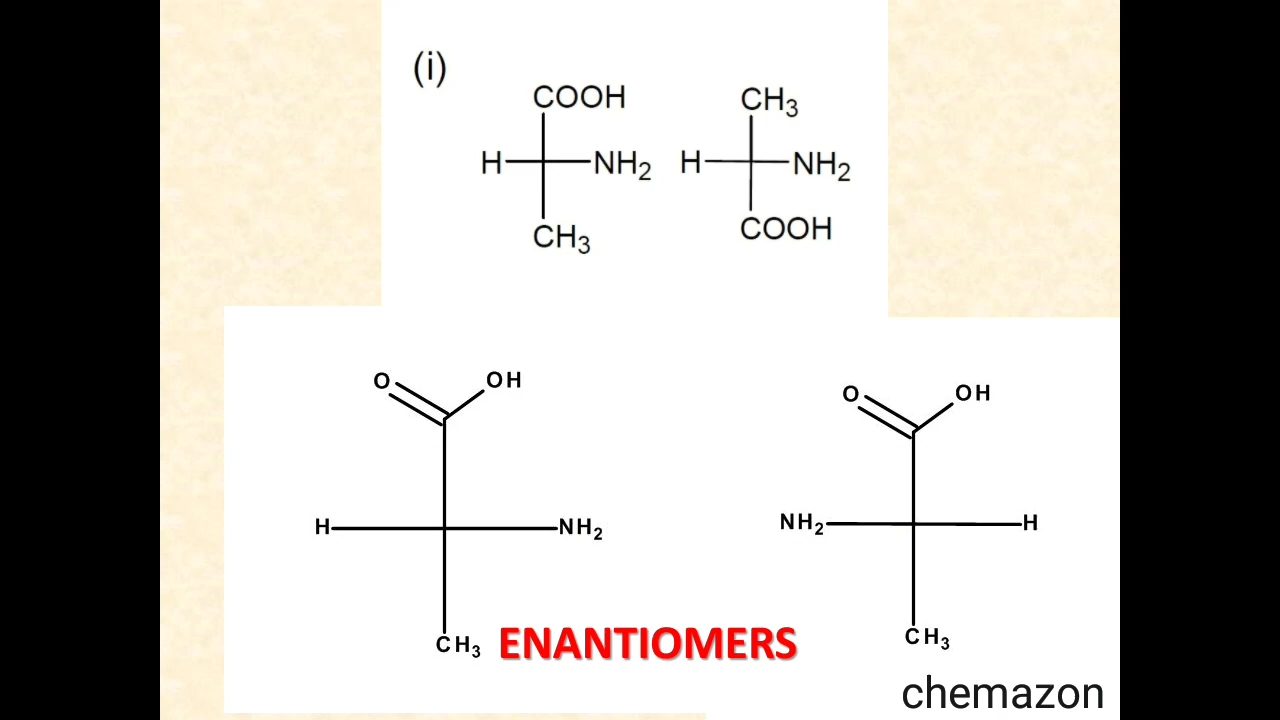 (i)
COOH CH3
H NH2 H NH2
CH3 COOH
O OH O OH
H NH2 NH2 H
CH3 ENANTIOMERS CH3
chemazon